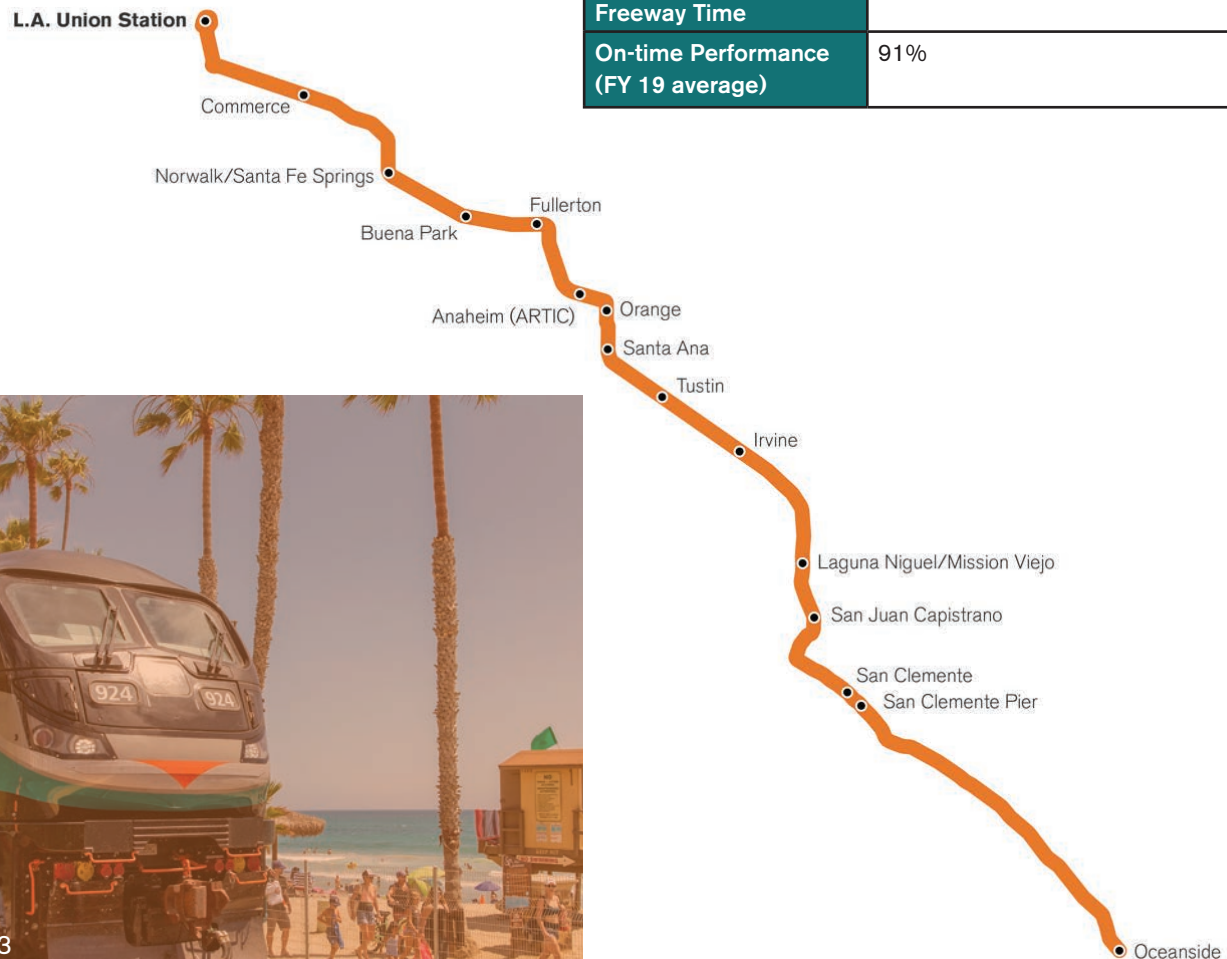 Freeway Time
On-time Performance
(FY 19 average)
91%
L.A. Union Station
Commerce
Norwalk/Santa Fe Springs
Buena Park
Fullerton
Anaheim (ARTIC)
Orange
Santa Ana
Tustin
Irvine
Laguna Niguel/Mission Viejo
San Juan Capistrano
San Clemente
San Clemente Pier
Oceanside
924
924
NO
3